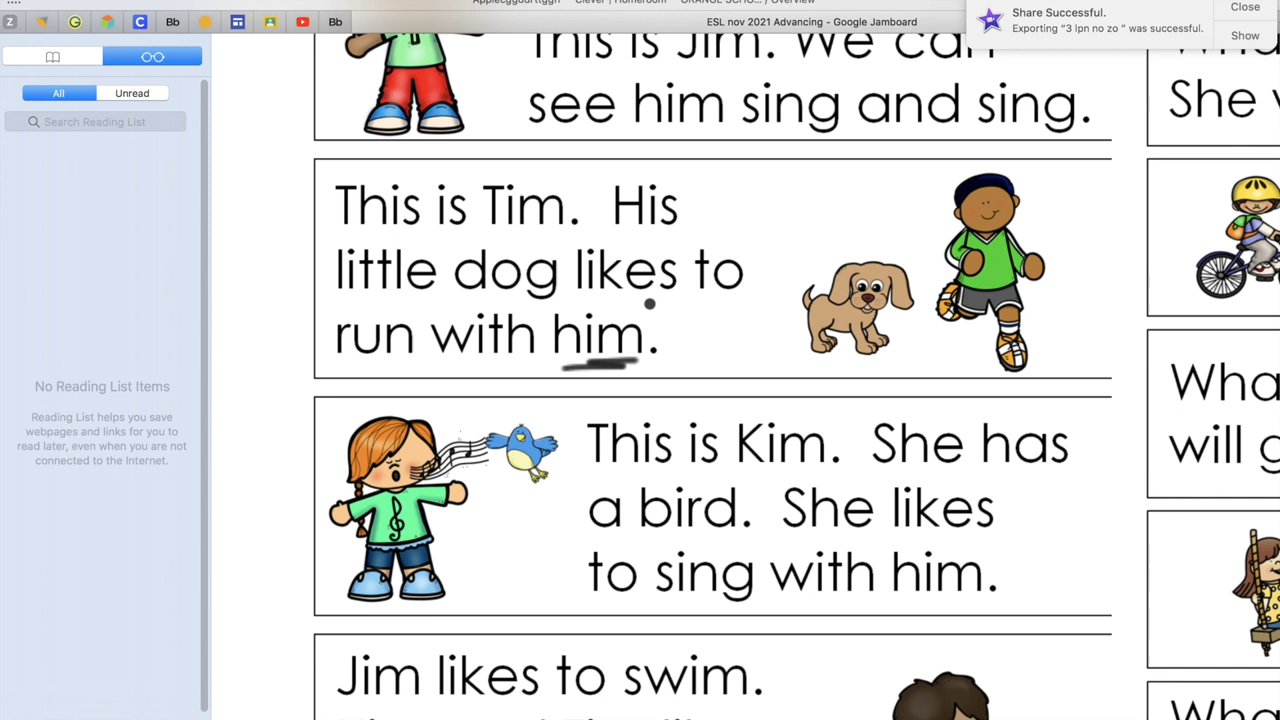 Clever | Homeroom
ESL nov 2021 Advancing - Google Jamboard
Share Successful.
Exporting “3 lpn no zo ” was successful.
Close
Show
Bb
Bb
All
Unread
Search Reading List
No Reading List Items
Reading List helps you save
webpages and links for you to
read later, even when you are not
connected to the Internet.
This is Jim. We can
see him sing and sing.
This is Tim. His
little dog likes to
run with him.
This is Kim. She has
a bird. She likes
to sing with him.
Jim likes to swim.
She
Wha
will g